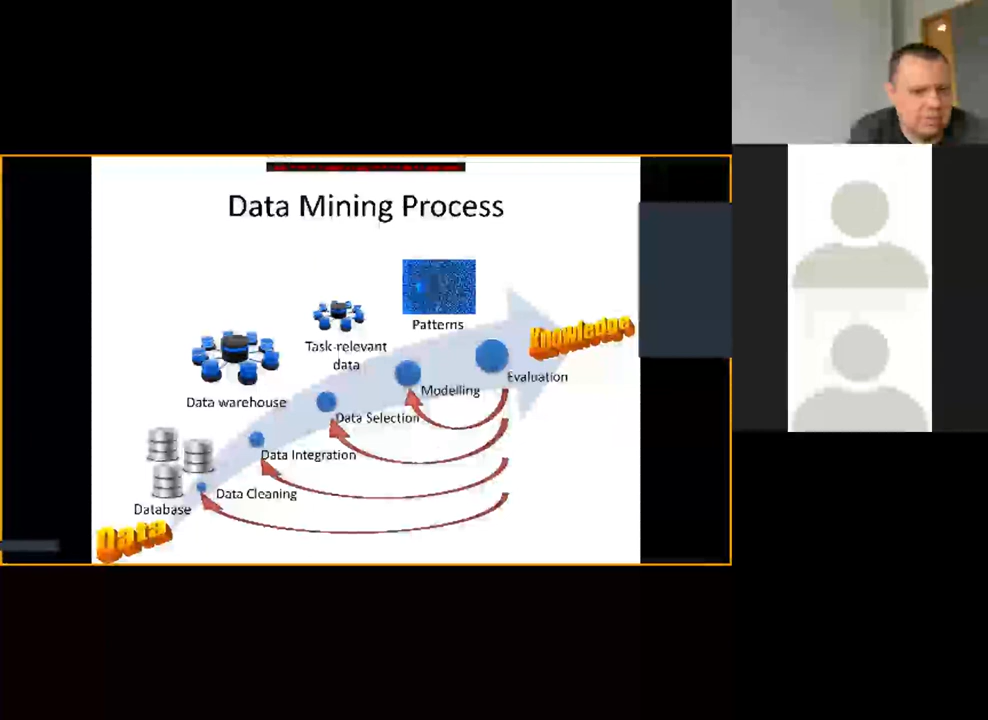 Data Mining Process
Patterns
Knowledge
Task-relevant
data
Evaluation
Modelling
Data warehouse
Data Selection
Data Integration
Data Cleaning
Database
Data